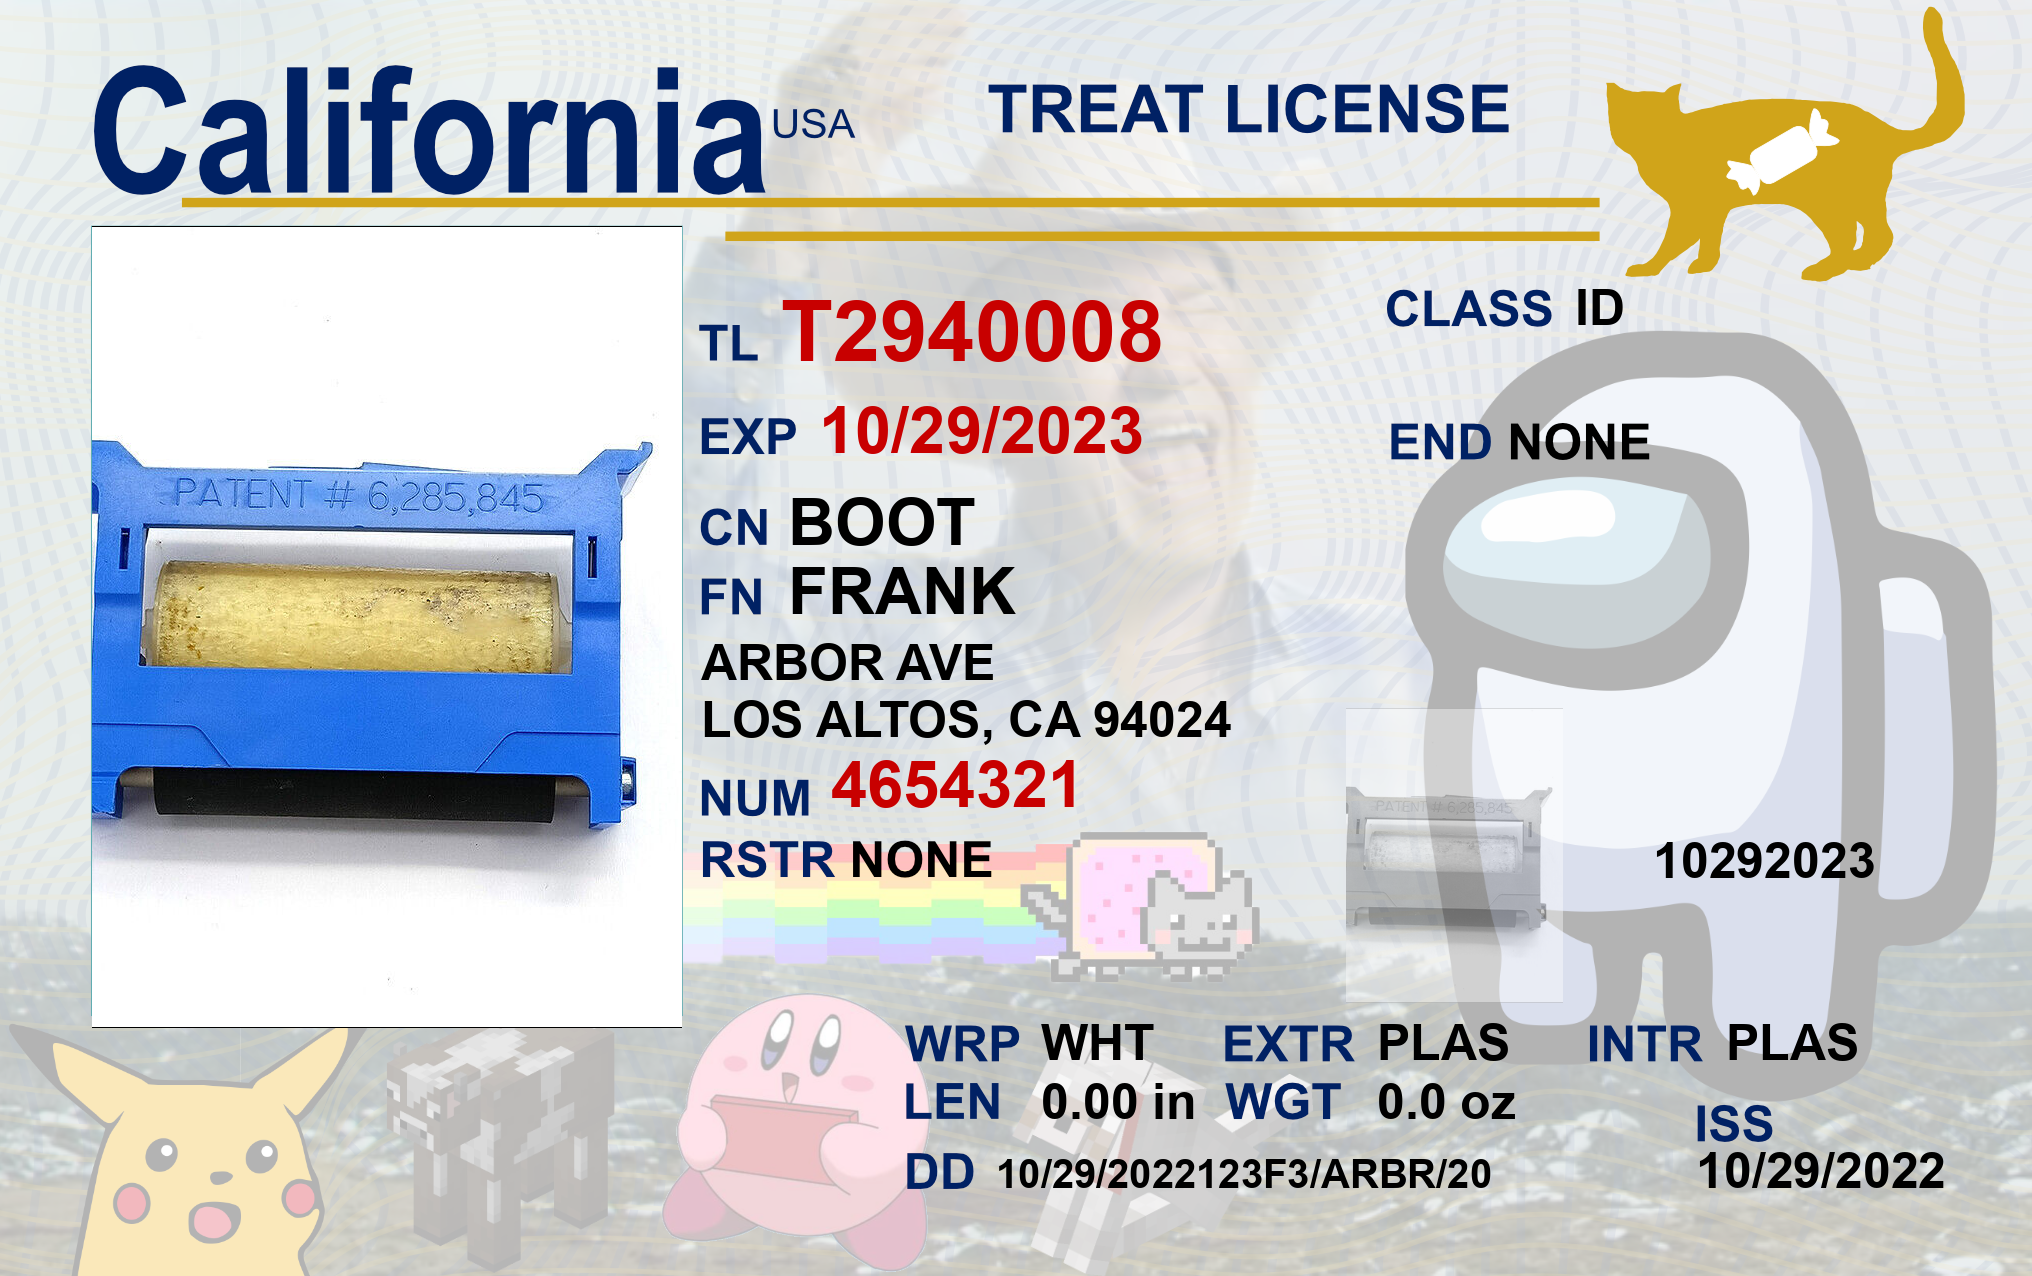 California USA
TREAT LICENSE
PATENT # 6,285,845
TL T2940008
CLASS ID
EXP 10/29/2023
END NONE
CN BOOT
FN FRANK
ARBOR AVE
LOS ALTOS, CA 94024
NUM 4654321
PATENT # 6,285,845
RSTR NONE
10292023
WRP WHT EXTR PLAS INTR PLAS
LEN 0.00 in WGT 0.0 oz
ISS
DD 10/29/2022123F3/ARBR/20
10/29/2022